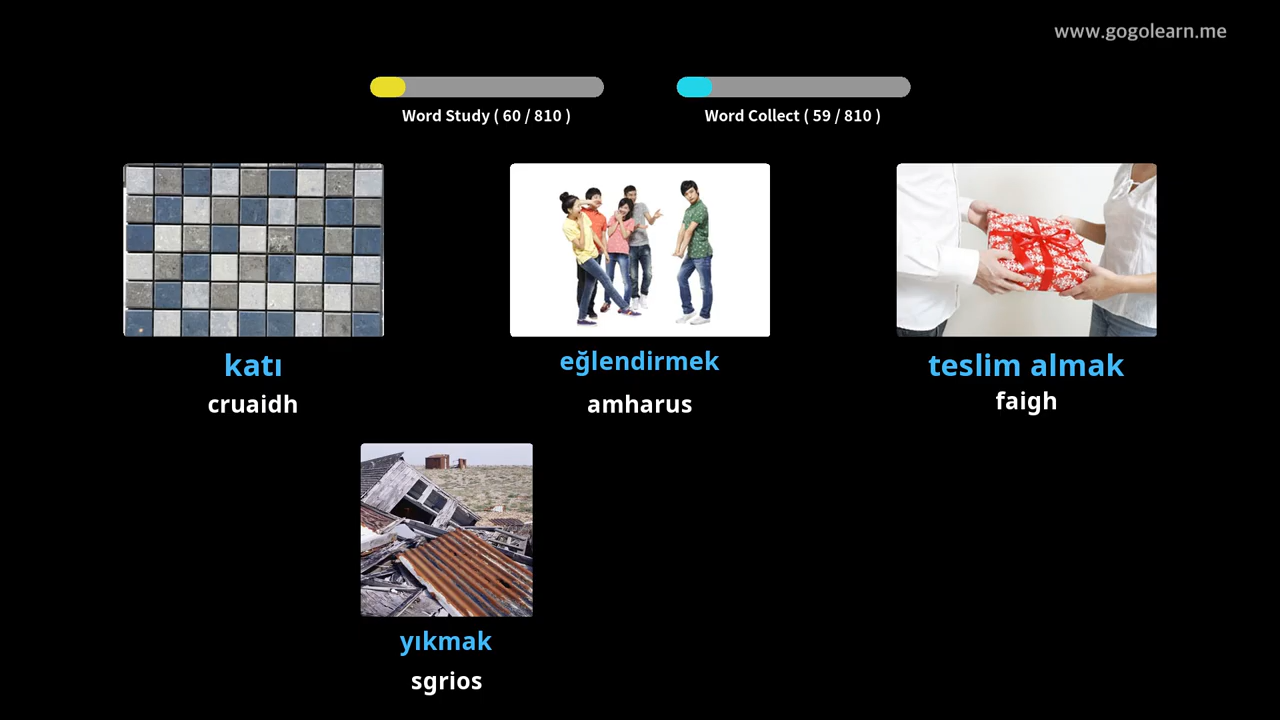 www.gogolearn.me
Word Study ( 60 / 810 )
Word Collect ( 59 / 810 )
katı
cruaidh
eğlendirmek
amharus
teslim almak
faigh
yıkmak
sgrios